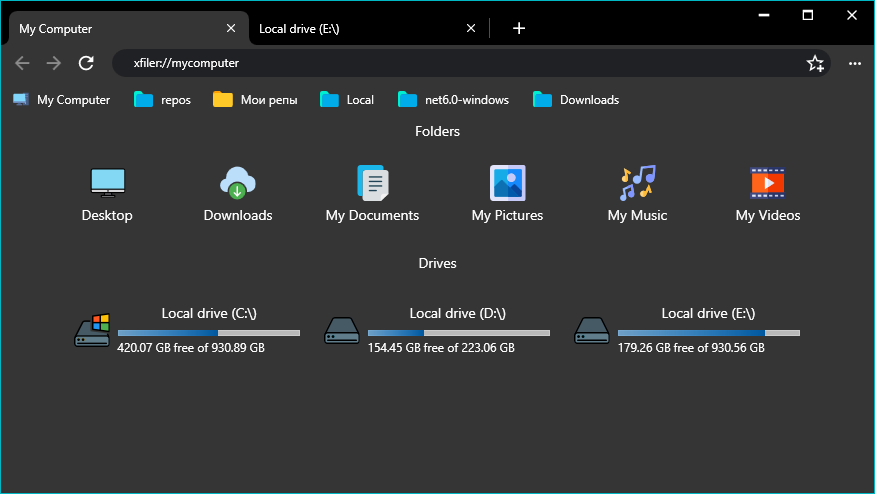 My Computer
Local drive (E:\)
xfiler://mycomputer
My Computer
repos
Мои репы
Local
net6.0-windows
Downloads
Folders
Desktop
Downloads
My Documents
My Pictures
My Music
My Videos
Drives
Local drive (C:\)
420.07 GB free of 930.89 GB
Local drive (D:\)
154.45 GB free of 223.06 GB
Local drive (E:\)
179.26 GB free of 930.56 GB